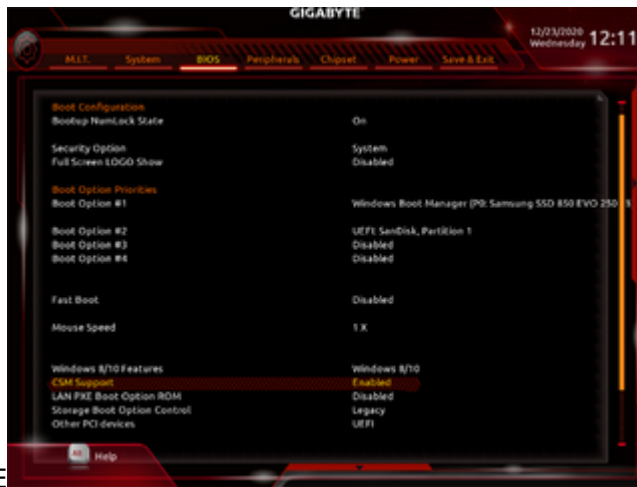 GIGABYTE
12/23/2020
Wednesday 12:11
M.I.T. System BIOS Peripherals Chipset Power Save & Exit
Boot Configuration
Bootup NumLock State On
Security Option System
Full Screen LOGO Show Disabled
Boot Option Priorities
Boot Option #1 Windows Boot Manager (P0: Samsung SSD 850 EVO 250
Boot Option #2 UEFI: SanDisk, Partition 1
Boot Option #3 Disabled
Boot Option #4 Disabled
Fast Boot Disabled
Mouse Speed 1 X
Windows 8/10 Features Windows 8/10
CSM Support Enabled
LAN PXE Boot Option ROM Disabled
Storage Boot Option Control Legacy
Other PCI devices UEFI
Alt Help